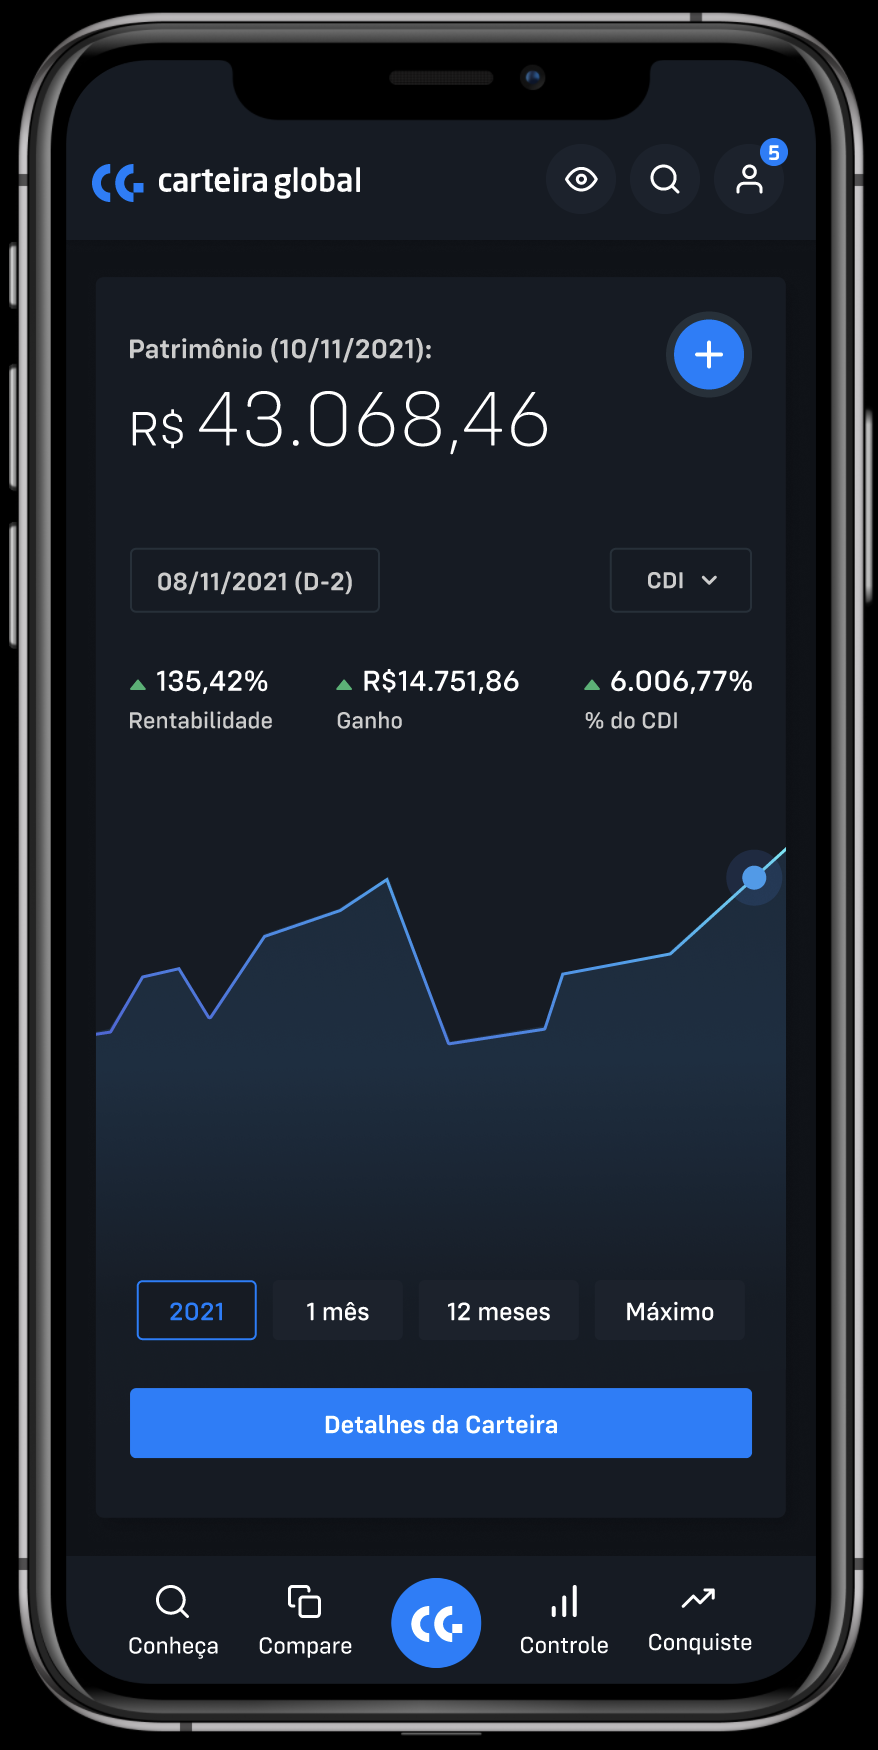 carteira global
5
Patrimônio (10/11/2021):
R$ 43.068,46
08/11/2021 (D-2)
CDI
135,42%
R$14.751,86
6.006,77%
Rentabilidade
Ganho
% do CDI
2021
1 mês
12 meses
Máximo
Detalhes da Carteira
Conheça
Compare
Controle
Conquiste